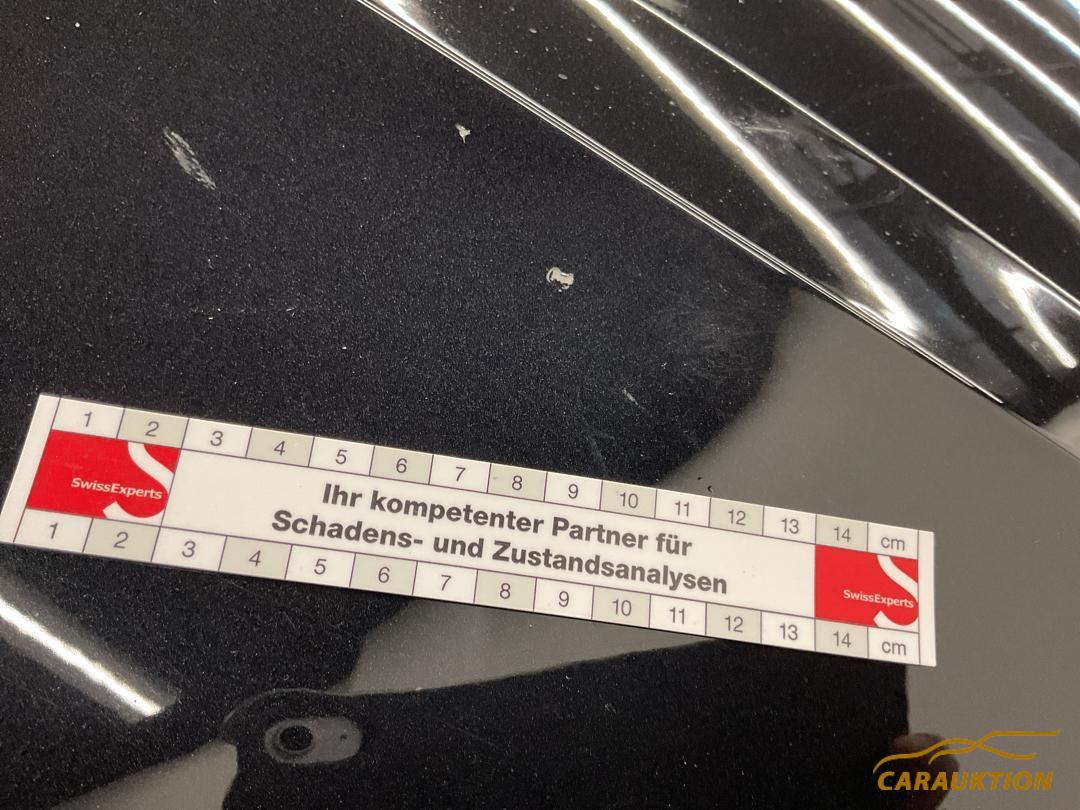 1 2 3 4 5 6 7 8 9 10 11 12 13 14 cm
SwissExperts
Ihr kompetenter Partner für
Schadens- und Zustandsanalysen
SwissExperts
1 2 3 4 5 6 7 8 9 10 11 12 13 14 cm
CARAUKTION